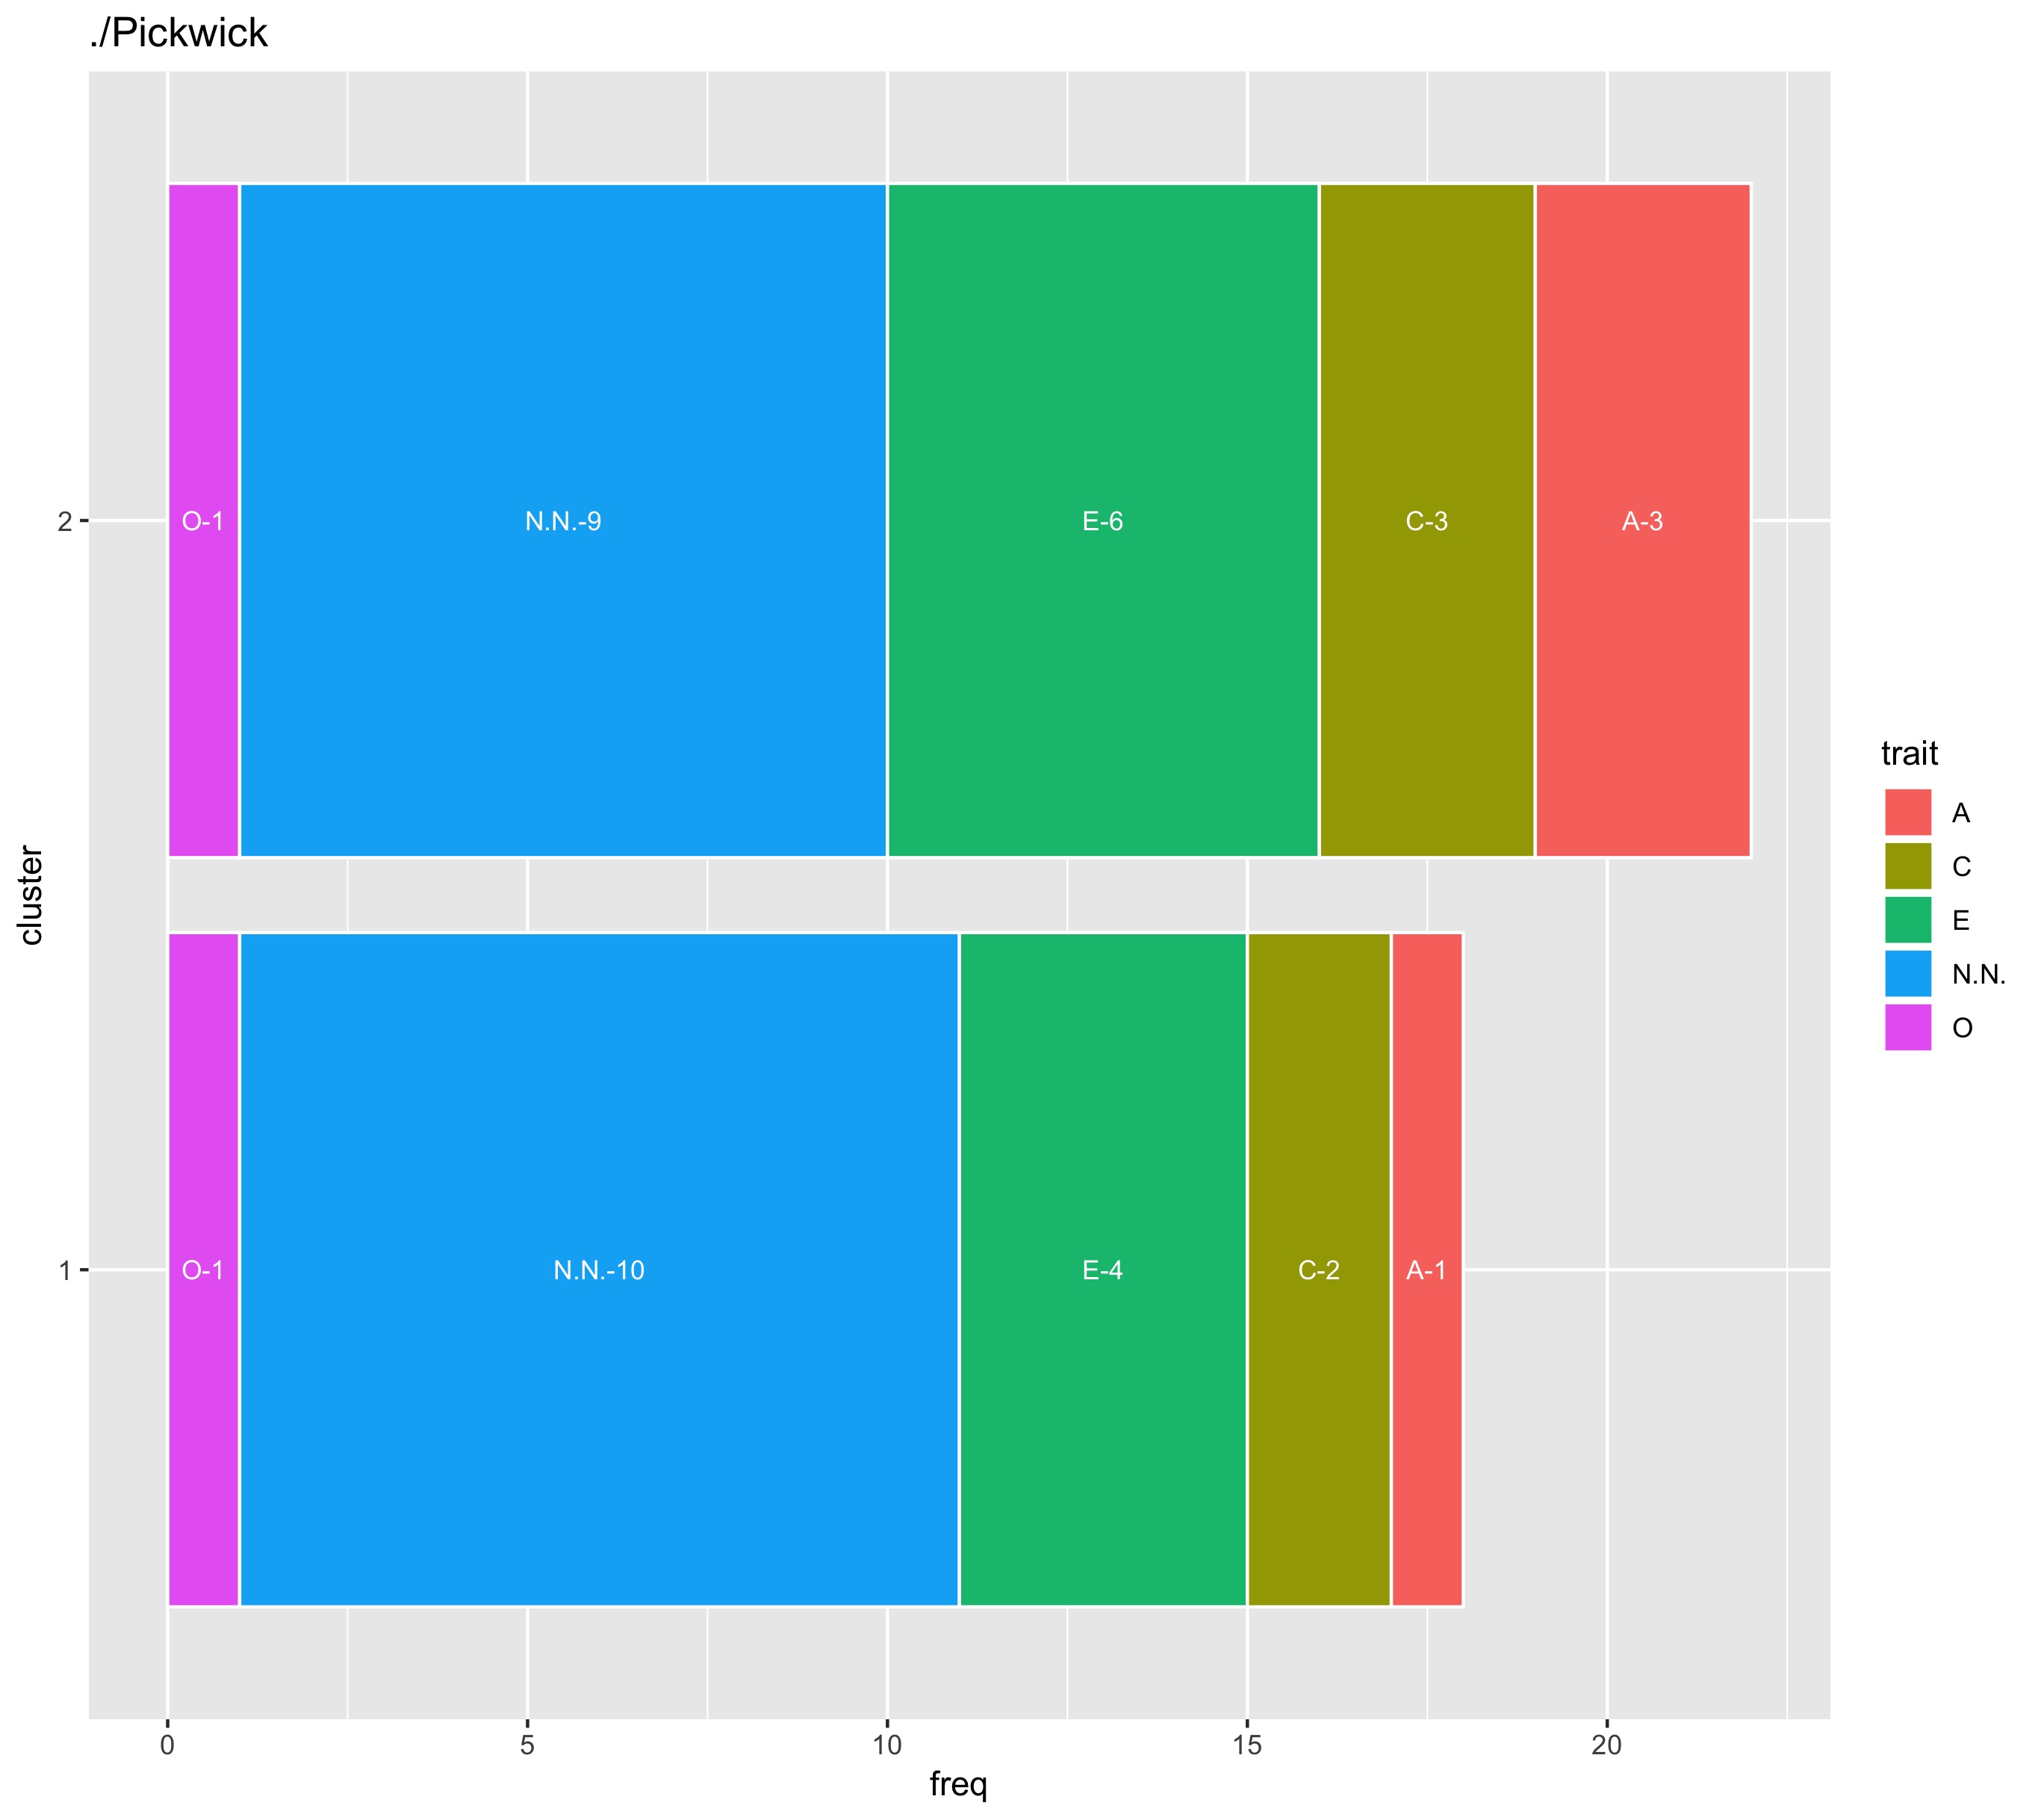 ./Pickwick
cluster
2
O-1 N.N.-9 E-6 C-3 A-3
1
O-1 N.N.-10 E-4 C-2 A-1
0 5 10 15 20
freq
trait
A
C
E
N.N.
O